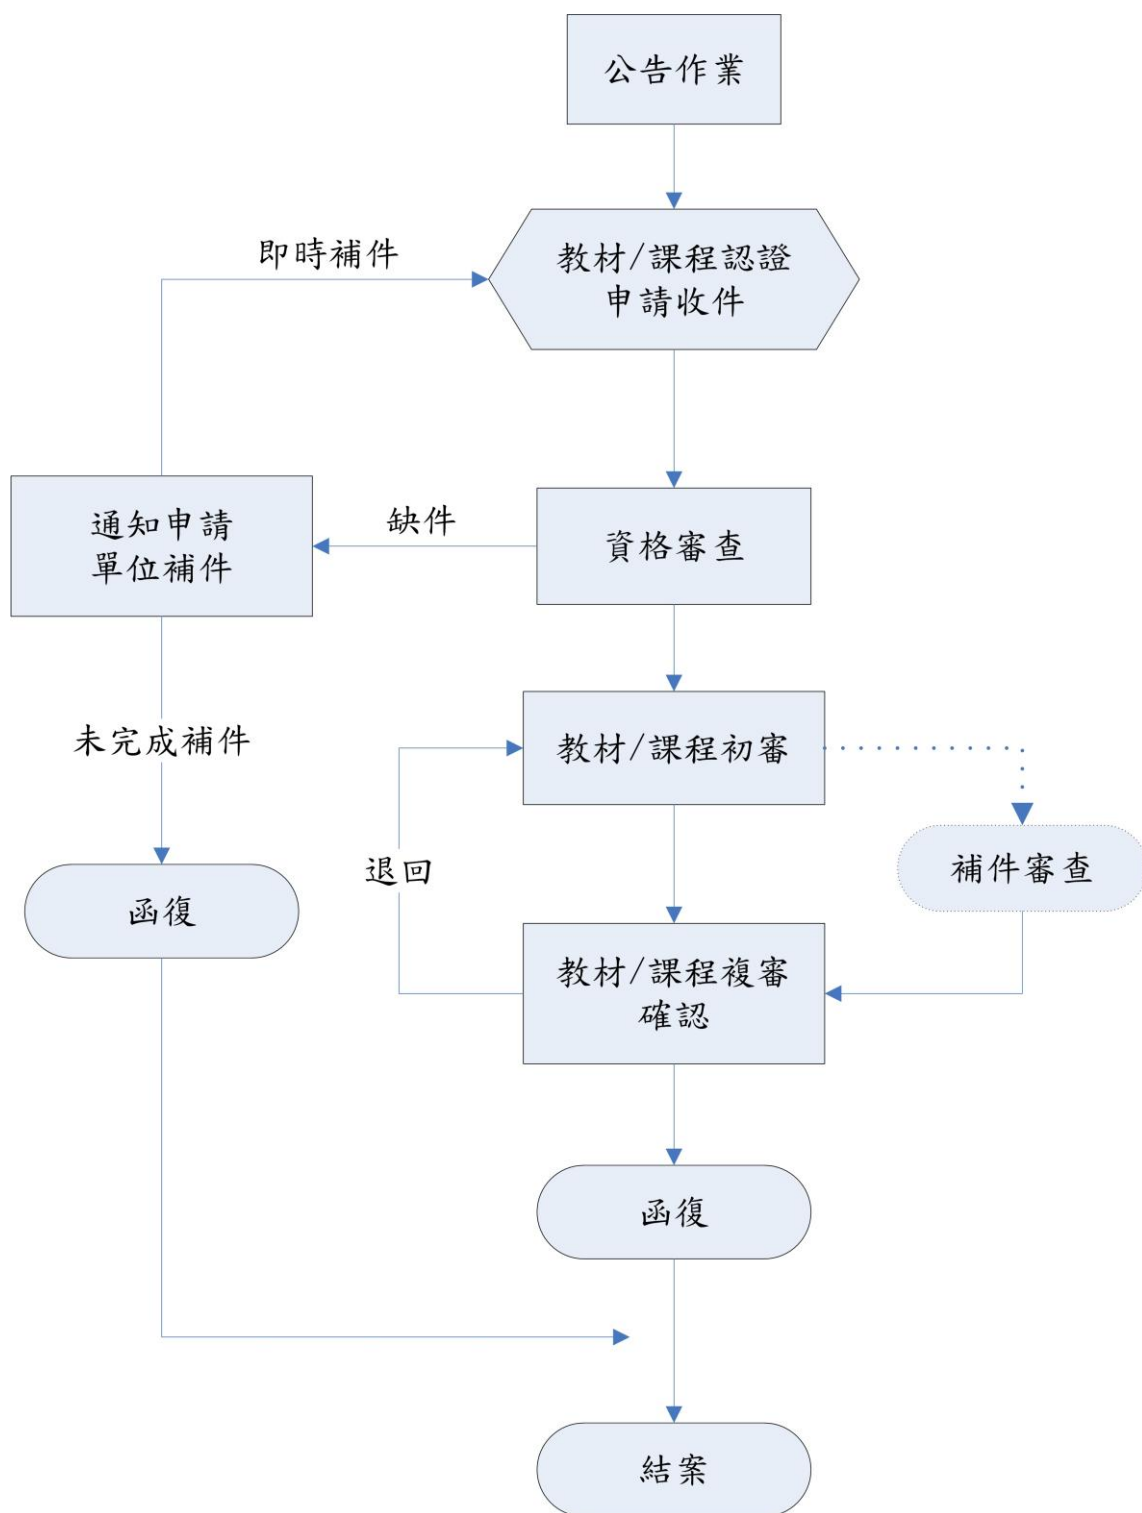 公告作業
即時補件
教材/課程認證
申請收件
通知申請
單位補件
缺件
資格審查
未完成補件
教材/課程初審
退回
補件審查
函復
教材/課程複審
確認
函復
結案